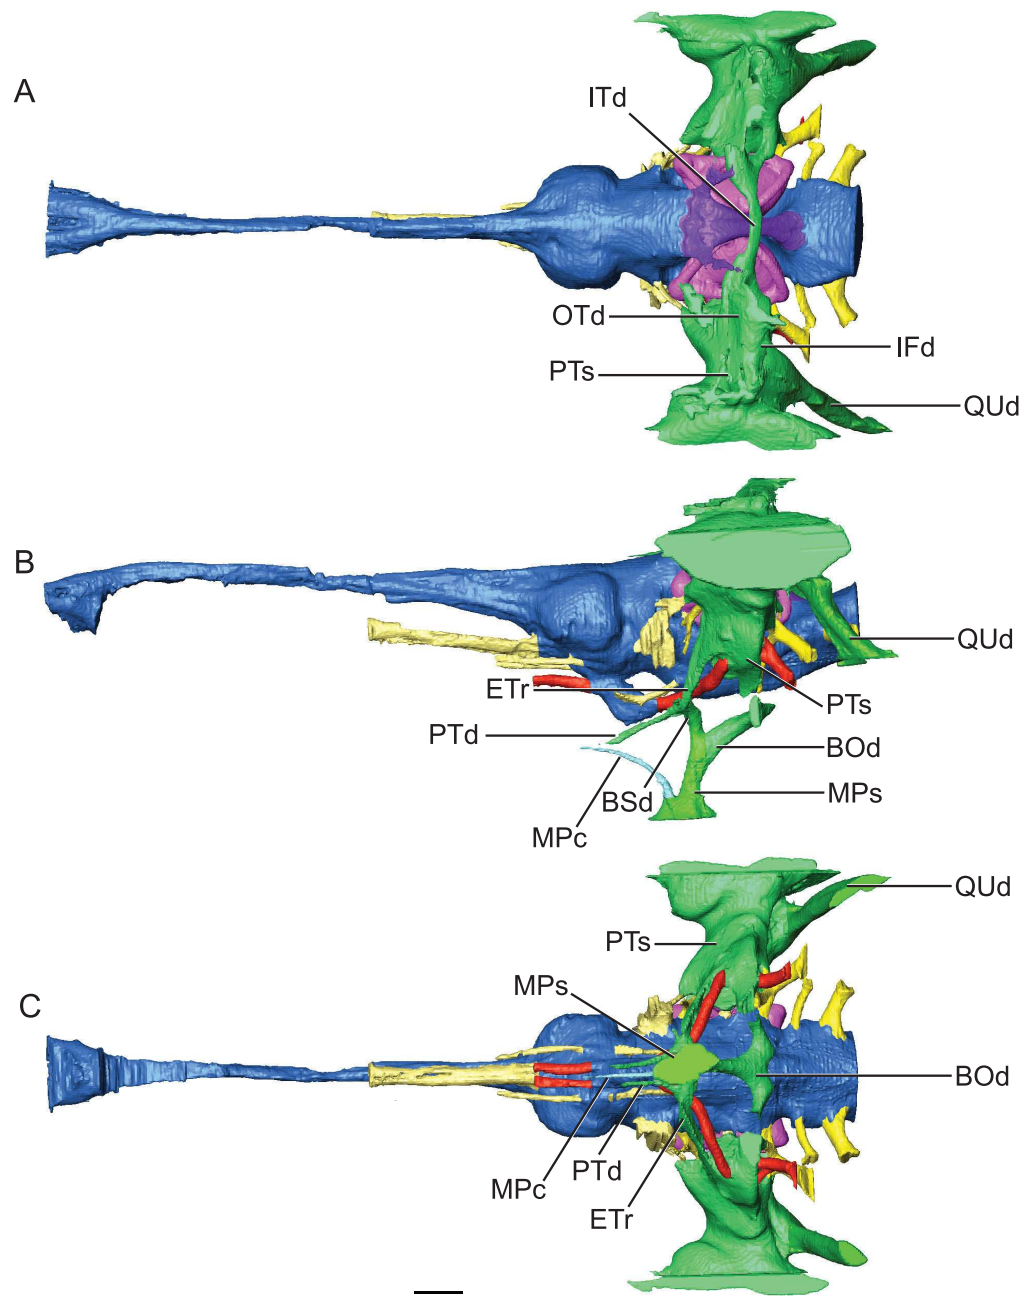 A
ITd
OTd
IFd
PTs
QUd
B
QUd
ETr
PTs
PTd
BOd
BSd
MPs
MPc
QUd
PTs
MPs
C
BOd
PTd
MPc
ETr